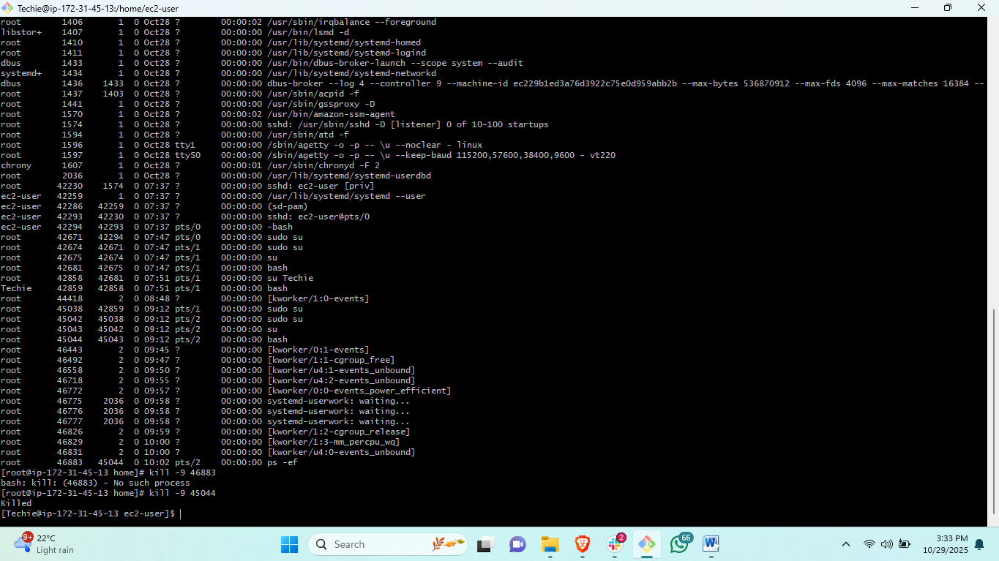 Techie@ip-172-31-45-13:/home/ec2-user
root 1406 1 0 Oct28 ? 00:00:02 /usr/sbin/irqbalance --foreground
libstor+ 1407 1 0 Oct28 ? 00:00:00 /usr/bin/lsmd -d
root 1410 1 0 Oct28 ? 00:00:00 /usr/lib/systemd/systemd-homed
root 1411 1 0 Oct28 ? 00:00:00 /usr/lib/systemd/systemd-logind
dbus 1433 1 0 Oct28 ? 00:00:00 /usr/bin/dbus-broker-launch --scope system --audit
systemd+ 1434 1 0 Oct28 ? 00:00:00 /usr/lib/systemd/systemd-networkd
dbus 1436 1433 0 Oct28 ? 00:00:00 dbus-broker --log 4 --controller 9 --machine-id ec229b1ed3a76d3922c75e0d959abb2b --max-bytes 536870912 --max-fds 4096 --max-matches 16384 --
root 1437 1403 0 Oct28 ? 00:00:00 /usr/sbin/acpid -f
root 1441 1 0 Oct28 ? 00:00:00 /usr/sbin/gssproxy -D
root 1570 1 0 Oct28 ? 00:00:02 /usr/bin/amazon-ssm-agent
root 1574 1 0 Oct28 ? 00:00:00 sshd: /usr/sbin/sshd -D [listener] 0 of 10-100 startups
root 1594 1 0 Oct28 ? 00:00:00 /usr/sbin/atd -f
root 1596 1 0 Oct28 tty1 00:00:00 /sbin/agetty -o -p -- \u --noclear - linux
root 1597 1 0 Oct28 ttyS0 00:00:00 /sbin/agetty -o -p -- \u --keep-baud 115200,57600,38400,9600 - vt220
chrony 1607 1 0 Oct28 ? 00:00:01 /usr/sbin/chronyd -F 2
root 2036 1 0 Oct28 ? 00:00:00 /usr/lib/systemd/systemd-userdbd
root 42230 1574 0 07:37 ? 00:00:00 sshd: ec2-user [priv]
ec2-user 42259 1 0 07:37 ? 00:00:00 /usr/lib/systemd/systemd --user
ec2-user 42286 42259 0 07:37 ? 00:00:00 (sd-pam)
ec2-user 42293 42230 0 07:37 ? 00:00:00 sshd: ec2-user@pts/0
ec2-user 42294 42293 0 07:37 pts/0 00:00:00 -bash
root 42671 42294 0 07:47 pts/0 00:00:00 sudo su
root 42674 42671 0 07:47 pts/1 00:00:00 sudo su
root 42675 42674 0 07:47 pts/1 00:00:00 su
root 42681 42675 0 07:47 pts/1 00:00:00 bash
root 42858 42681 0 07:51 pts/1 00:00:00 su Techie
Techie 42859 42858 0 07:51 pts/1 00:00:00 bash
root 44418 2 0 08:48 ? 00:00:00 [kworker/1:0-events]
root 45038 42859 0 09:12 pts/1 00:00:00 sudo su
root 45042 45038 0 09:12 pts/2 00:00:00 sudo su
root 45043 45042 0 09:12 pts/2 00:00:00 su
root 45044 45043 0 09:12 pts/2 00:00:00 bash
root 46443 2 0 09:45 ? 00:00:00 [kworker/0:1-events]
root 46492 2 0 09:47 ? 00:00:00 [kworker/1:1-cgroup_free]
root 46558 2 0 09:50 ? 00:00:00 [kworker/u4:1-events_unbound]
root 46718 2 0 09:55 ? 00:00:00 [kworker/u4:2-events_unbound]
root 46772 2 0 09:57 ? 00:00:00 [kworker/0:0-events_power_efficient]
root 46775 2036 0 09:58 ? 00:00:00 systemd-userwork: waiting...
root 46776 2036 0 09:58 ? 00:00:00 systemd-userwork: waiting...
root 46777 2036 0 09:58 ? 00:00:00 systemd-userwork: waiting...
root 46826 2 0 09:59 ? 00:00:00 [kworker/1:2-cgroup_release]
root 46829 2 0 10:00 ? 00:00:00 [kworker/1:3-mm_percpu_wq]
root 46831 2 0 10:00 ? 00:00:00 [kworker/u4:0-events_unbound]
root 46883 45044 0 10:02 pts/2 00:00:00 ps -ef
[root@ip-172-31-45-13 home]# kill -9 46883
bash: kill: (46883) - No such process
[root@ip-172-31-45-13 home]# kill -9 45044
Killed
[Techie@ip-172-31-45-13 ec2-user]$
9+
22°C
Light rain
Search
2
66
W
3:33 PM
10/29/2025